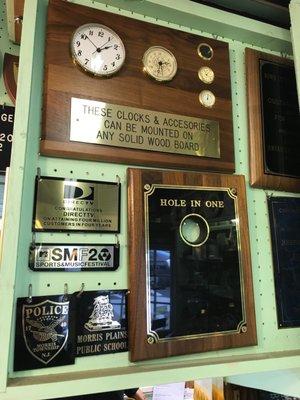 THESE CLOCKS & ACCESORIES
CAN BE MOUNTED ON
ANY SOLID WOOD BOARD
DIRECTV
CONGRATULATIONS
DIRECTV
ON ATTAINING FOUR MILLION
CUSTOMERS IN FOUR YEARS
SMF20
SPORTS&MUSICFESTIVAL
HOLE IN ONE
POLICE
MORRIS
TOWNSHIP
N.J.
MORRIS PLAINS
PUBLIC SCHOOL